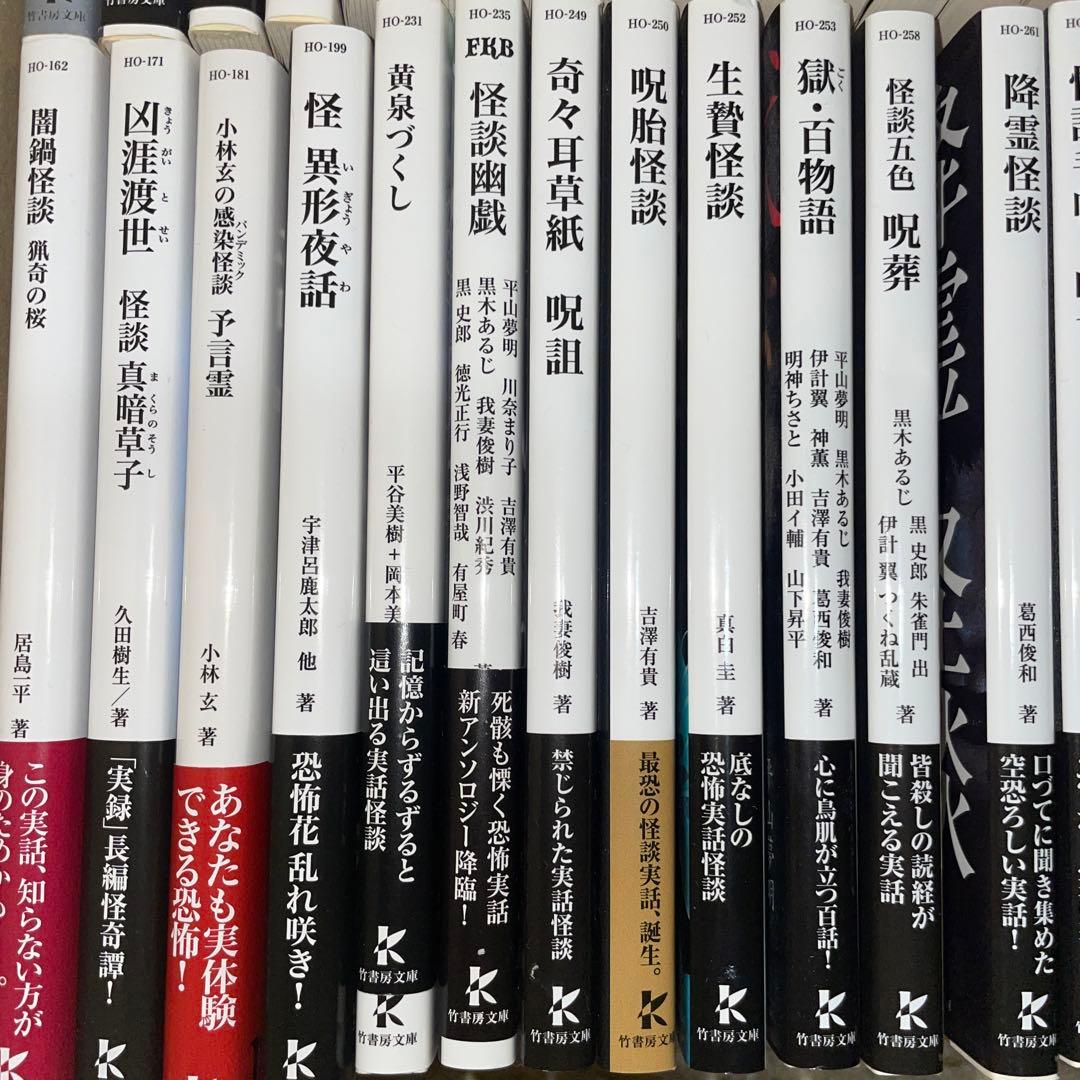 竹書房文庫
HO-162
闇鍋怪談 猟奇の桜
居島一平 著
この実話、知らない方が
HO-171
凶涯渡世 怪談 真暗草子
きょう がい と せい
ま くらのそう し
久田樹生/著
「実録」長編怪奇譚!
HO-181
小林玄の感染怪談 予言霊
パンデミック
小林 玄 著
あなたも実体験
できる恐怖!
HO-199
怪 異形夜話
い ぎょう や わ
宇津呂鹿太郎 他 著
恐怖花乱れ咲き!
竹書房文庫
HO-231
黄泉づくし
平谷美樹+岡本美
記憶からずるずると
這い出る実話怪談
竹書房文庫
竹書房文庫
HO-235
FKB
怪談幽戯
平山夢明 川奈まり子 吉澤有貴
黒木あるじ 我妻俊樹 渋川紀秀
黒 史郎 徳光正行 浅野智哉 有屋町 春
死骸も慄く恐怖実話
新アンソロジー降臨!
竹書房文庫
HO-249
奇々耳草紙 呪詛
我妻俊樹 著
禁じられた実話怪談
竹書房文庫
HO-250
呪胎怪談
吉澤有貴 著
最恐の怪談実話、誕生。
竹書房文庫
HO-252
生贄怪談
真白 圭 著
底なしの
恐怖実話怪談
竹書房文庫
HO-253
獄・百物語
ごく
平山夢明 黒木あるじ 我妻俊樹
伊計翼 神薫 吉澤有貴 葛西俊和
明神ちさと 小田イ輔 山下昇平
著
心に鳥肌が立つ百話!
竹書房文庫
HO-258
怪談五色 呪葬
黒木あるじ
黒 史郎 朱雀門 出
伊計 翼 つくね乱蔵
著
皆殺しの読経が
聞こえる実話
竹書房文庫
HO-261
降霊怪談
葛西俊和 著
口づてに聞き集めた
空恐ろしい実話!
竹書房文庫